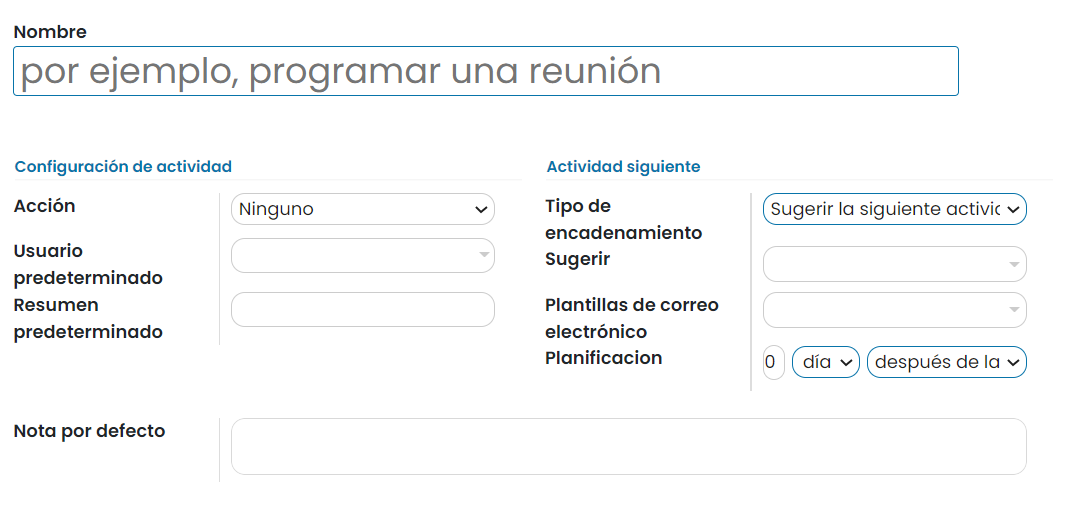 Nombre
por ejemplo, programar una reunión
Configuración de actividad
Acción
Ninguno
Usuario
predeterminado
Resumen
predeterminado
Actividad siguiente
Tipo de
encadenamiento
Sugerir la siguiente activic
Sugerir
Plantillas de correo
electrónico
Planificacion
0 día después de la
Nota por defecto